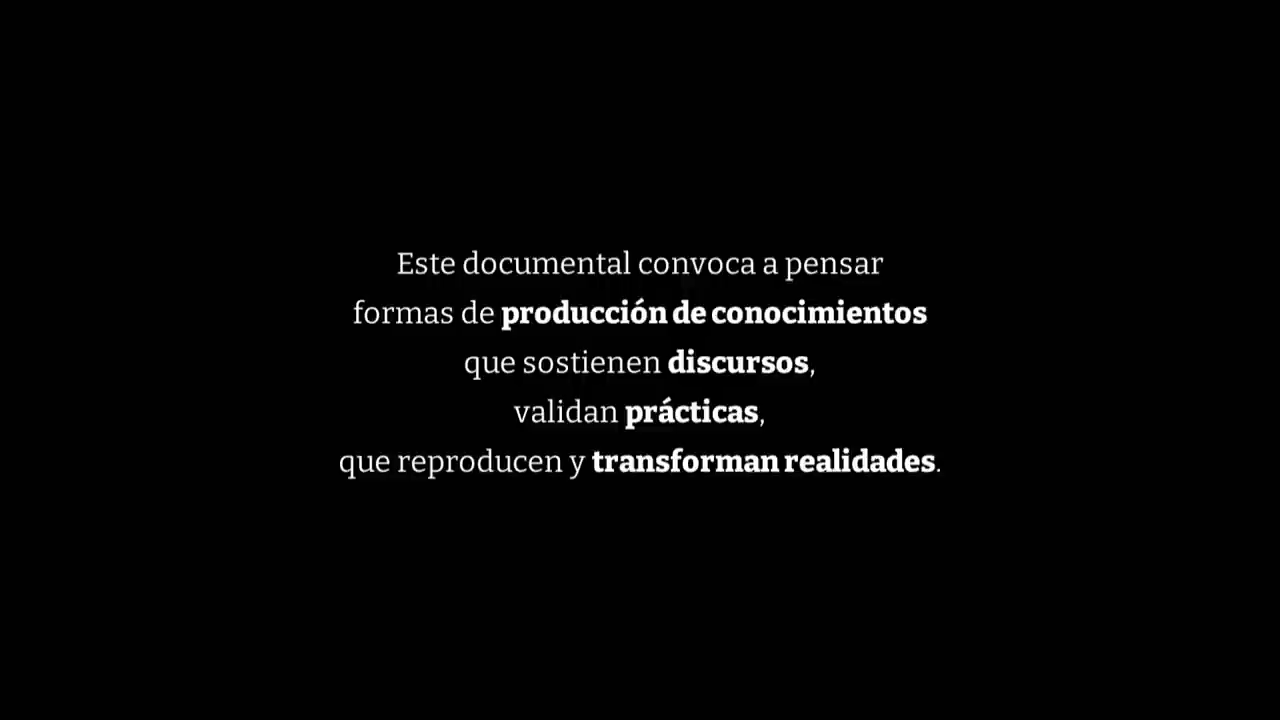 Este documental convoca a pensar
formas de producción de conocimientos
que sostienen discursos,
validan prácticas,
que reproducen y transforman realidades.